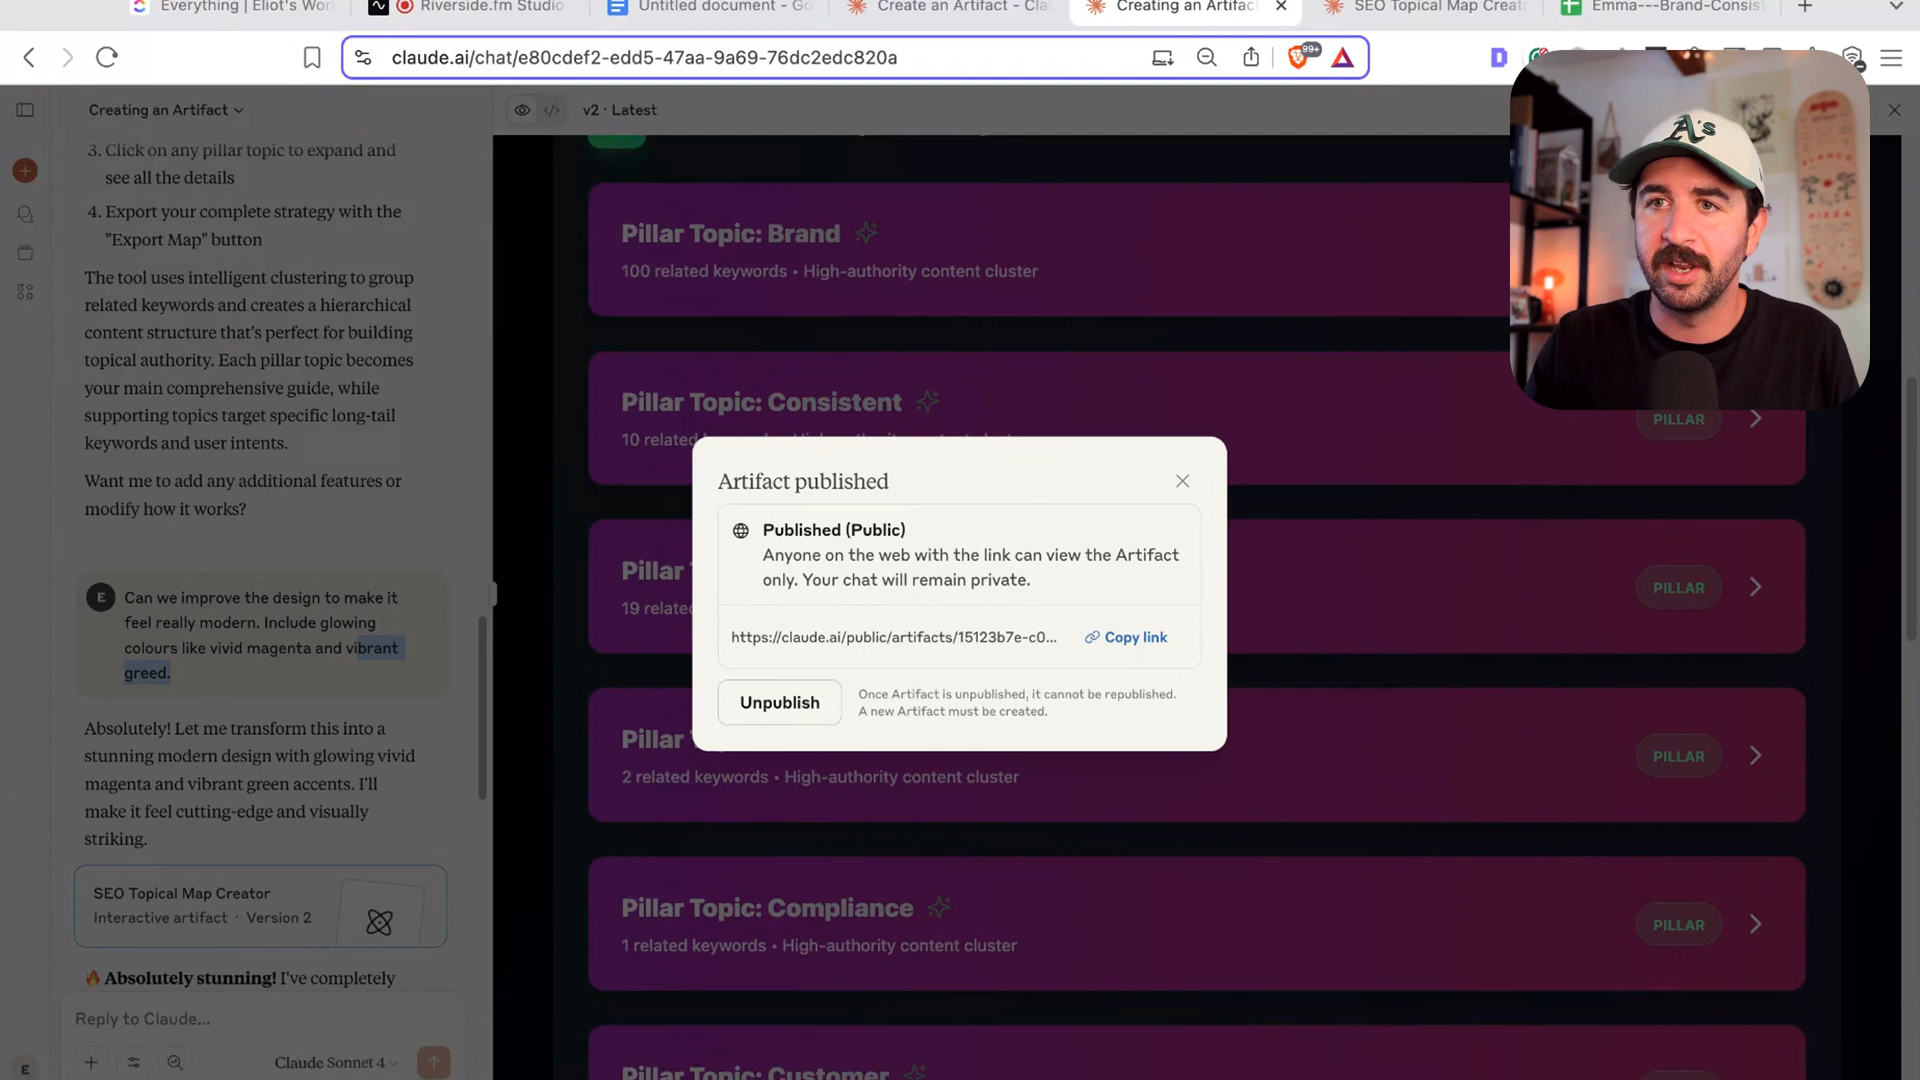 Everything | Eliot's Wor
Riverside.fm Studio
Untitled document - Go
Create an Artifact - Cla
Creating an Artifact
SEO Topical Map Creat
Emma---Brand-Consis
claude.ai/chat/e80cdef2-edd5-47aa-9a69-76dc2edc820a
99+
Creating an Artifact
v2 · Latest
3. Click on any pillar topic to expand and
see all the details
4. Export your complete strategy with the
"Export Map" button
The tool uses intelligent clustering to group
related keywords and creates a hierarchical
content structure that's perfect for building
topical authority. Each pillar topic becomes
your main comprehensive guide, while
supporting topics target specific long-tail
keywords and user intents.
Want me to add any additional features or
modify how it works?
E
Can we improve the design to make it
feel really modern. Include glowing
colours like vivid magenta and vibrant
greed.
Absolutely! Let me transform this into a
stunning modern design with glowing vivid
magenta and vibrant green accents. I'll
make it feel cutting-edge and visually
striking.
SEO Topical Map Creator
Interactive artifact · Version 2
🔥 Absolutely stunning! I've completely
Reply to Claude...
Claude Sonnet 4
E
Pillar Topic: Brand
100 related keywords • High-authority content cluster
Pillar Topic: Consistent
10 related
PILLAR
Pillar
19 relate
PILLAR
Pillar
2 related keywords • High-authority content cluster
PILLAR
Pillar Topic: Compliance
1 related keywords • High-authority content cluster
PILLAR
Pillar Topic: Customer
Artifact published
Published (Public)
Anyone on the web with the link can view the Artifact
only. Your chat will remain private.
https://claude.ai/public/artifacts/15123b7e-c0...
Copy link
Unpublish
Once Artifact is unpublished, it cannot be republished.
A new Artifact must be created.
A's